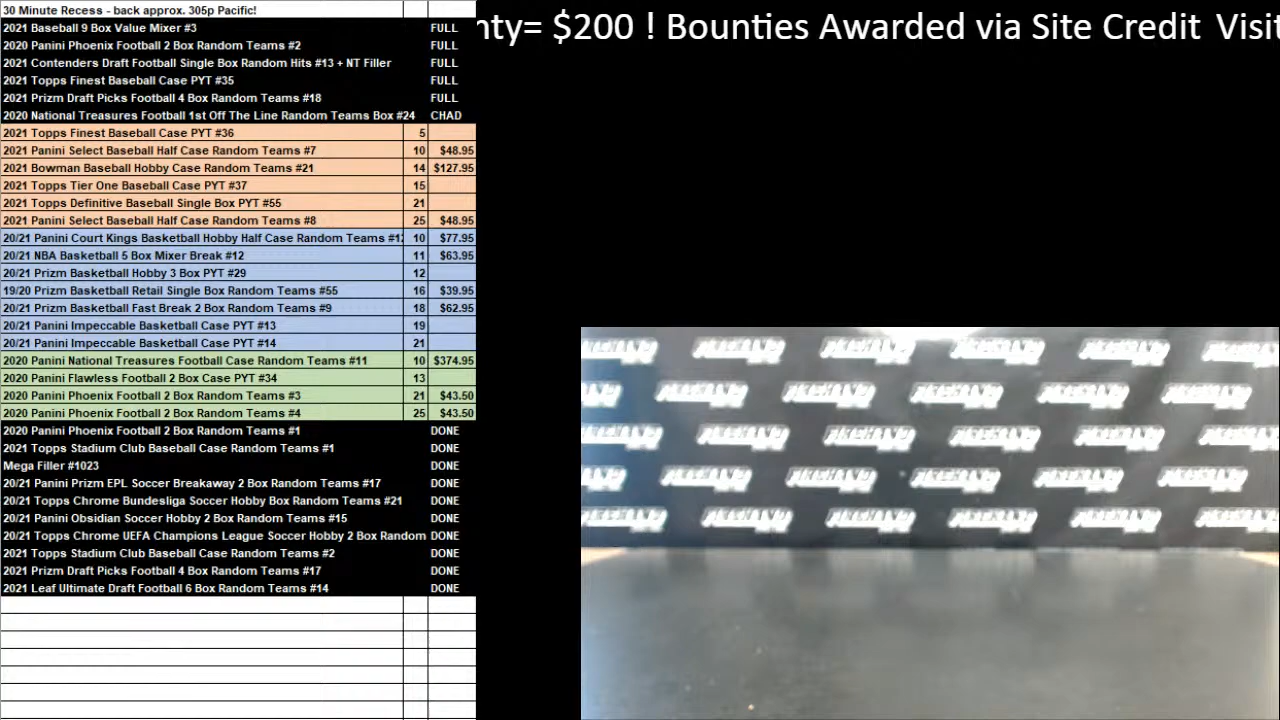 30 Minute Recess - back approx. 305p Pacific!
2021 Baseball 9 Box Value Mixer #3 FULL
2020 Panini Phoenix Football 2 Box Random Teams #2 FULL
2021 Contenders Draft Football Single Box Random Hits #13 + NT Filler FULL
2021 Topps Finest Baseball Case PYT #35 FULL
2021 Prizm Draft Picks Football 4 Box Random Teams #18 FULL
2020 National Treasures Football 1st Off The Line Random Teams Box #24 CHAD
2021 Topps Finest Baseball Case PYT #36 5
2021 Panini Select Baseball Half Case Random Teams #7 10 $48.95
2021 Bowman Baseball Hobby Case Random Teams #21 14 $127.95
2021 Topps Tier One Baseball Case PYT #37 15
2021 Topps Definitive Baseball Single Box PYT #55 21
2021 Panini Select Baseball Half Case Random Teams #8 25 $48.95
20/21 Panini Court Kings Basketball Hobby Half Case Random Teams 10 $77.95
20/21 NBA Basketball 5 Box Mixer Break #12 11 $63.95
20/21 Prizm Basketball Hobby 3 Box PYT #29 12
19/20 Prizm Basketball Retail Single Box Random Teams #55 16 $39.95
20/21 Prizm Basketball Fast Break 2 Box Random Teams #9 18 $62.95
20/21 Panini Impeccable Basketball Case PYT #13 19
20/21 Panini Impeccable Basketball Case PYT #14 21
2020 Panini National Treasures Football Case Random Teams #11 10 $374.95
2020 Panini Flawless Football 2 Box Case PYT #34 13
2020 Panini Phoenix Football 2 Box Random Teams #3 21 $43.50
2020 Panini Phoenix Football 2 Box Random Teams #4 25 $43.50
2020 Panini Phoenix Football 2 Box Random Teams #1 DONE
2021 Topps Stadium Club Baseball Case Random Teams #1 DONE
Mega Filler #1023 DONE
20/21 Panini Prizm EPL Soccer Breakaway 2 Box Random Teams #17 DONE
20/21 Topps Chrome Bundesliga Soccer Hobby Box Random Teams #21 DONE
20/21 Panini Obsidian Soccer Hobby 2 Box Random Teams #15 DONE
20/21 Topps Chrome UEFA Champions League Soccer Hobby 2 Box Random DONE
2021 Topps Stadium Club Baseball Case Random Teams #2 DONE
2021 Prizm Draft Picks Football 4 Box Random Teams #17 DONE
2021 Leaf Ultimate Draft Football 6 Box Random Teams #14 DONE
nty= $200 ! Bounties Awarded via Site Credit Visit